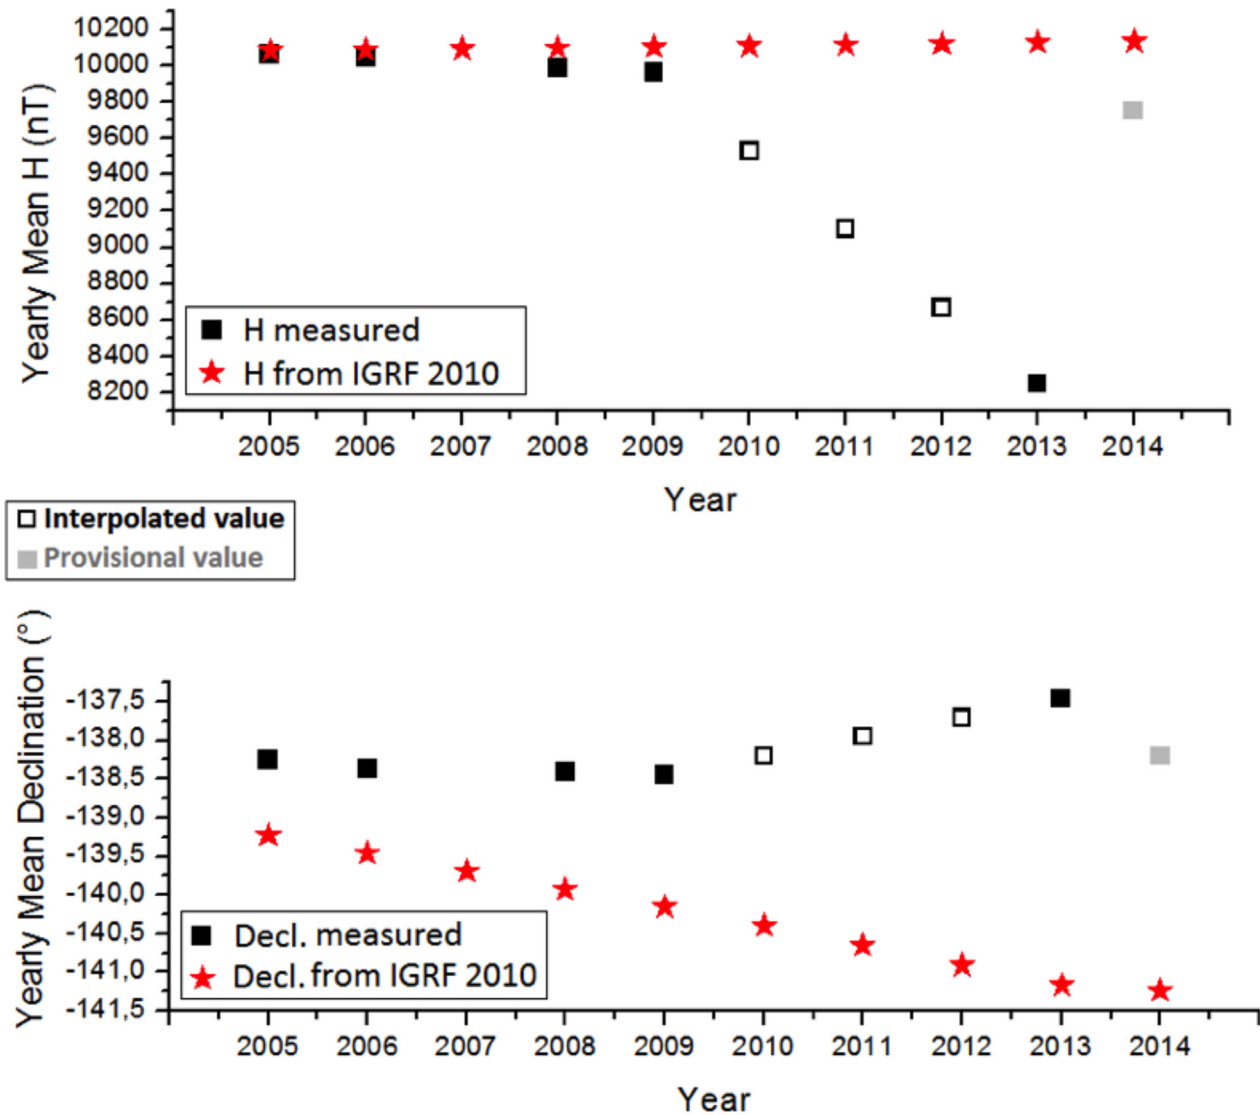 Yearly Mean H (nT)
10200
10000
9800
9600
9400
9200
9000
8800
8600
8400
8200
H measured
H from IGRF 2010
2005 2006 2007 2008 2009 2010 2011 2012 2013 2014
Year
Interpolated value
Provisional value
Yearly Mean Declination (°)
-137,5
-138,0
-138,5
-139,0
-139,5
-140,0
-140,5
-141,0
-141,5
Decl. measured
Decl. from IGRF 2010
2005 2006 2007 2008 2009 2010 2011 2012 2013 2014
Year